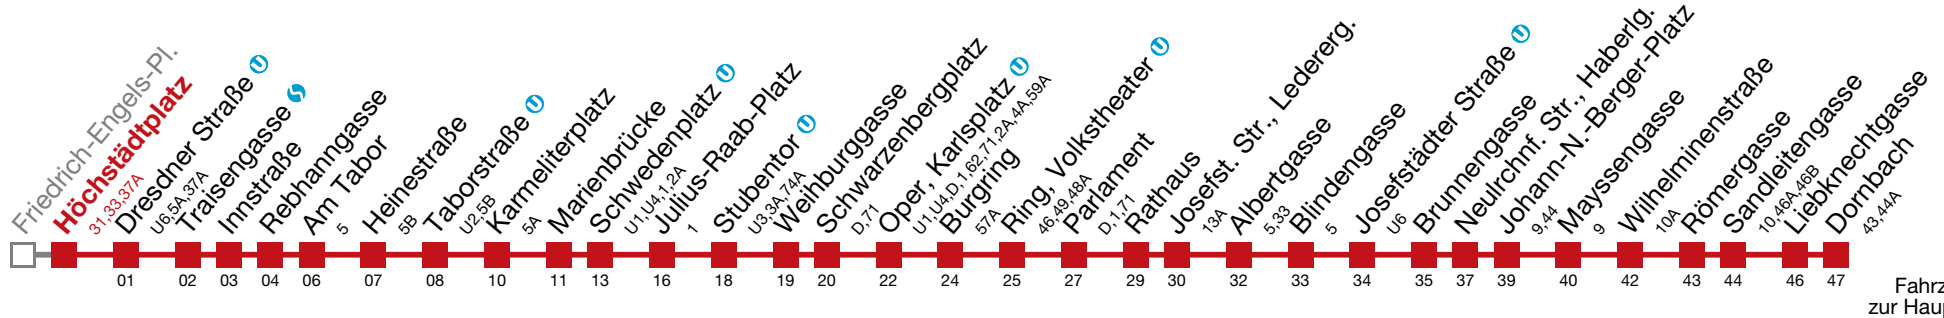 Friedrich-Engels-Pl.
Höchstädtplatz
31,33,37A
Dresdner Straße U
U6,5A,37A
Traisengasse S
Innstraße
Rebhanngasse
Am Tabor
5
Heinestraße
5B
Taborstraße U
U2,5B
Karmeliterplatz
5A
Marienbrücke
Schwedenplatz U
U1,U4,1,2A
Julius-Raab-Platz
1
Stubentor U
U3,3A,74A
Weihburggasse
Schwarzenbergplatz
D,71
Oper, Karlsplatz U
U1,U4,D,1,62,71,2A,4A,59A
Burgring
57A
Ring, Volkstheater U
46,49,48A
Parlament
D,1,71
Rathaus
Josefst. Str., Ledererg.
13A
Albertgasse
5,33
Blindengasse
5
Josefstädter Straße U
U6
Brunnengasse
Neulrchnf. Str., Haberlg.
Johann-N.-Berger-Platz
9,44
Mayssengasse
9
Wilhelminenstraße
10A
Römergasse
Sandleitengasse
10,46A,46B
Liebknechtgasse
Dornbach
43,44A
01 02 03 04 06 07 08 10 11 13 16 18 19 20 22 24 25 27 29 30 32 33 34 35 37 39 40 42 43 44 46 47
Fahrz
zur Haup